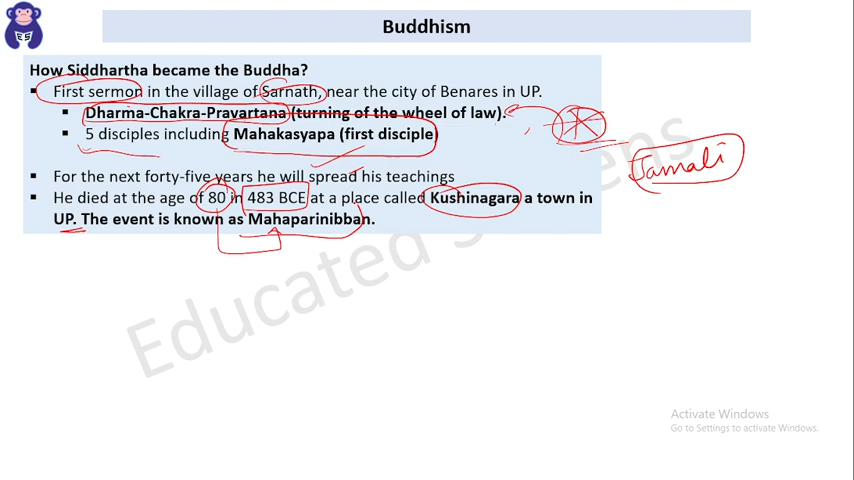 Buddhism
How Siddhartha became the Buddha?
▪ First sermon in the village of Sarnath, near the city of Benares in UP.
▪ Dharma-Chakra-Pravartana (turning of the wheel of law).
▪ 5 disciples including Mahakasyapa (first disciple)
Jamali
▪ For the next forty-five years he will spread his teachings
▪ He died at the age of 80 in 483 BCE at a place called Kushinagara a town in
UP. The event is known as Mahaparinibban.
Activate Windows
Go to Settings to activate Windows.